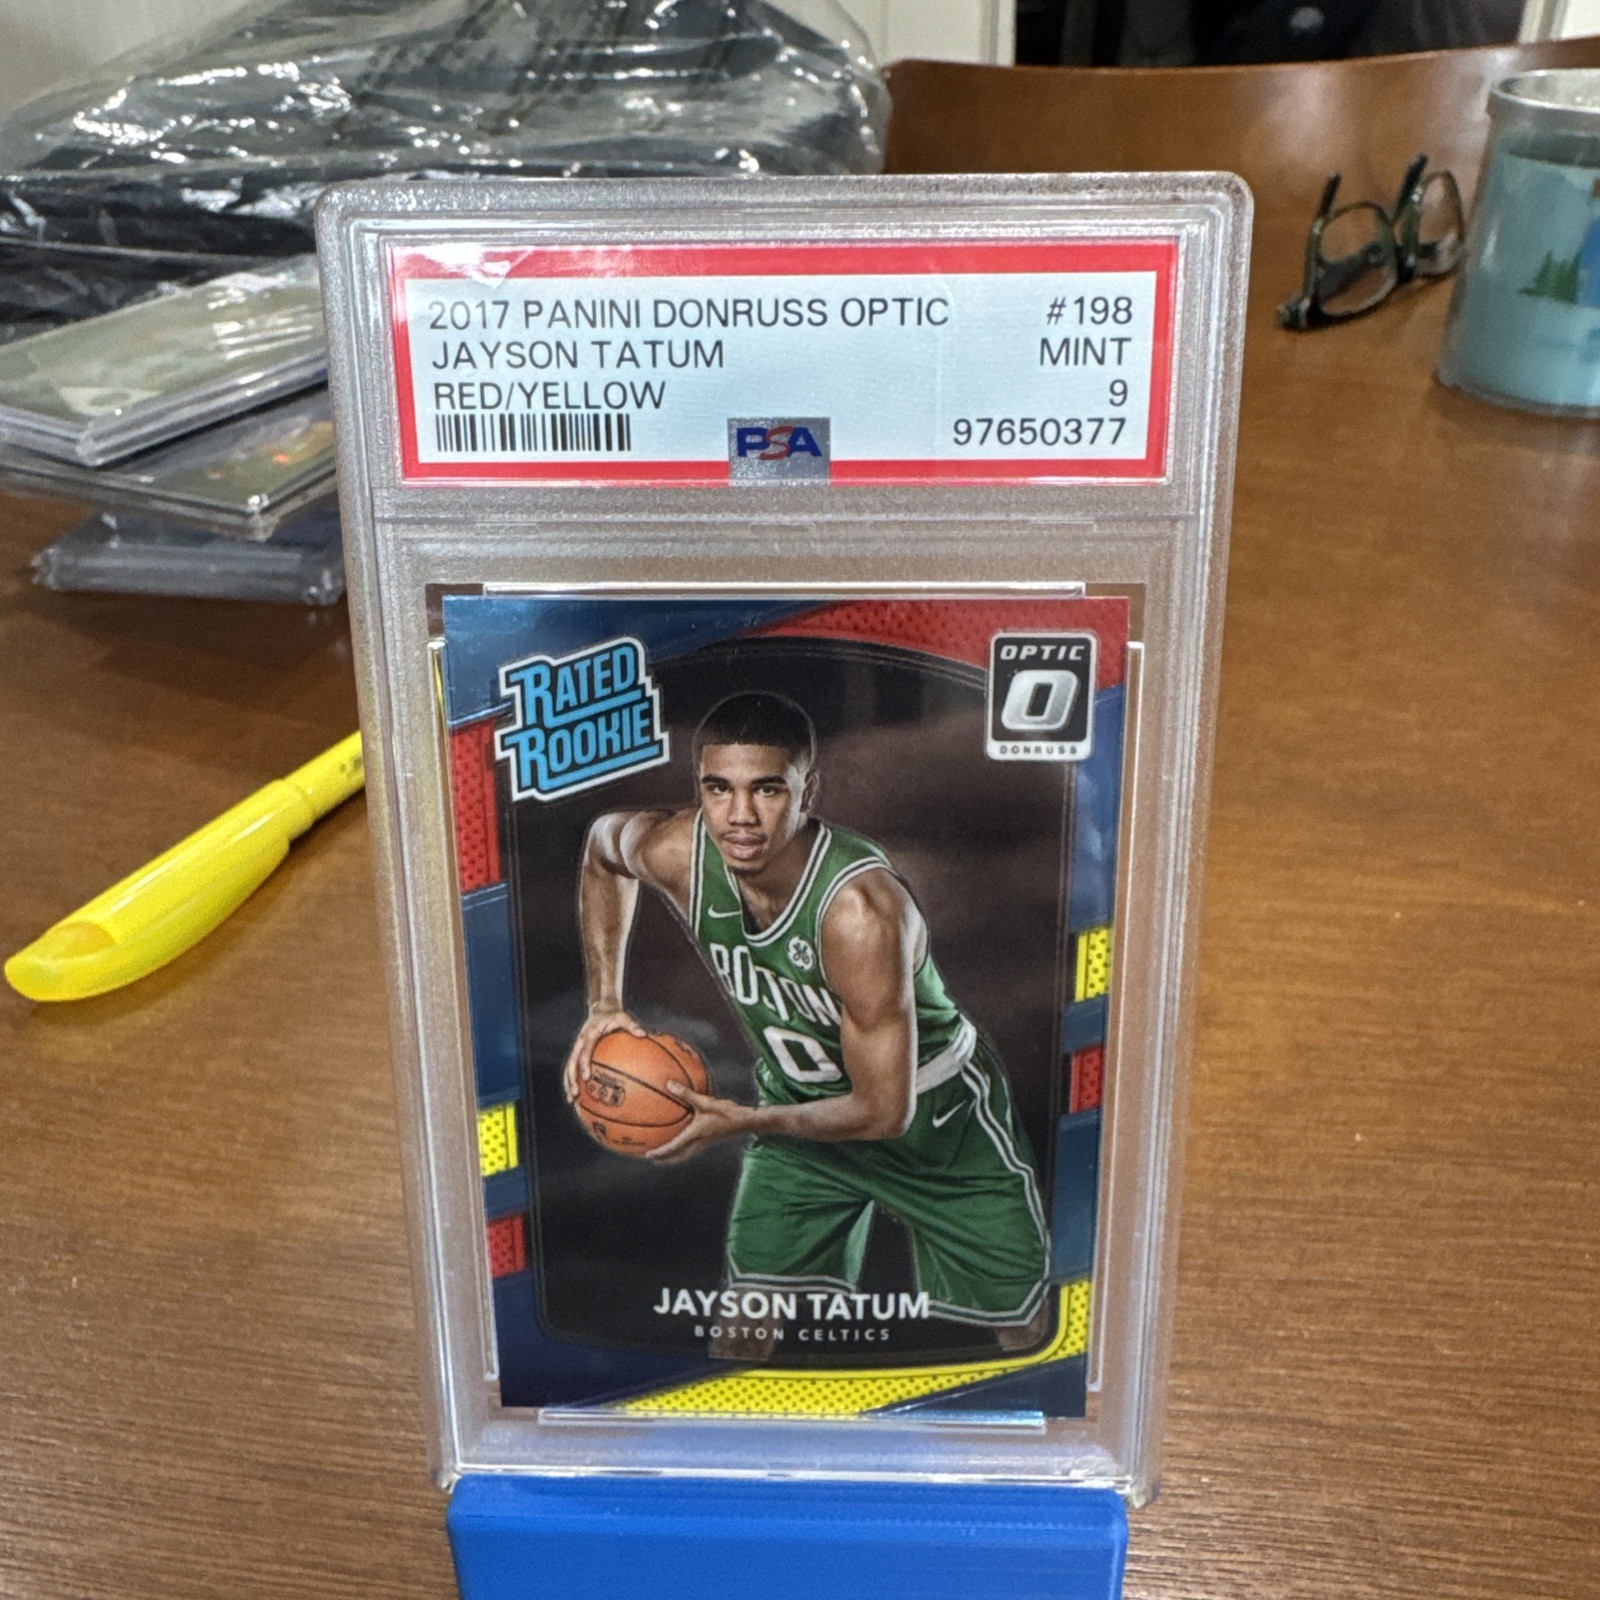 2017 PANINI DONRUSS OPTIC #198
JAYSON TATUM MINT
RED/YELLOW 9
97650377
PSA
RATED
ROOKIE
OPTIC
O
DONRUSS
BOSTON
0
JAYSON TATUM
BOSTON CELTICS